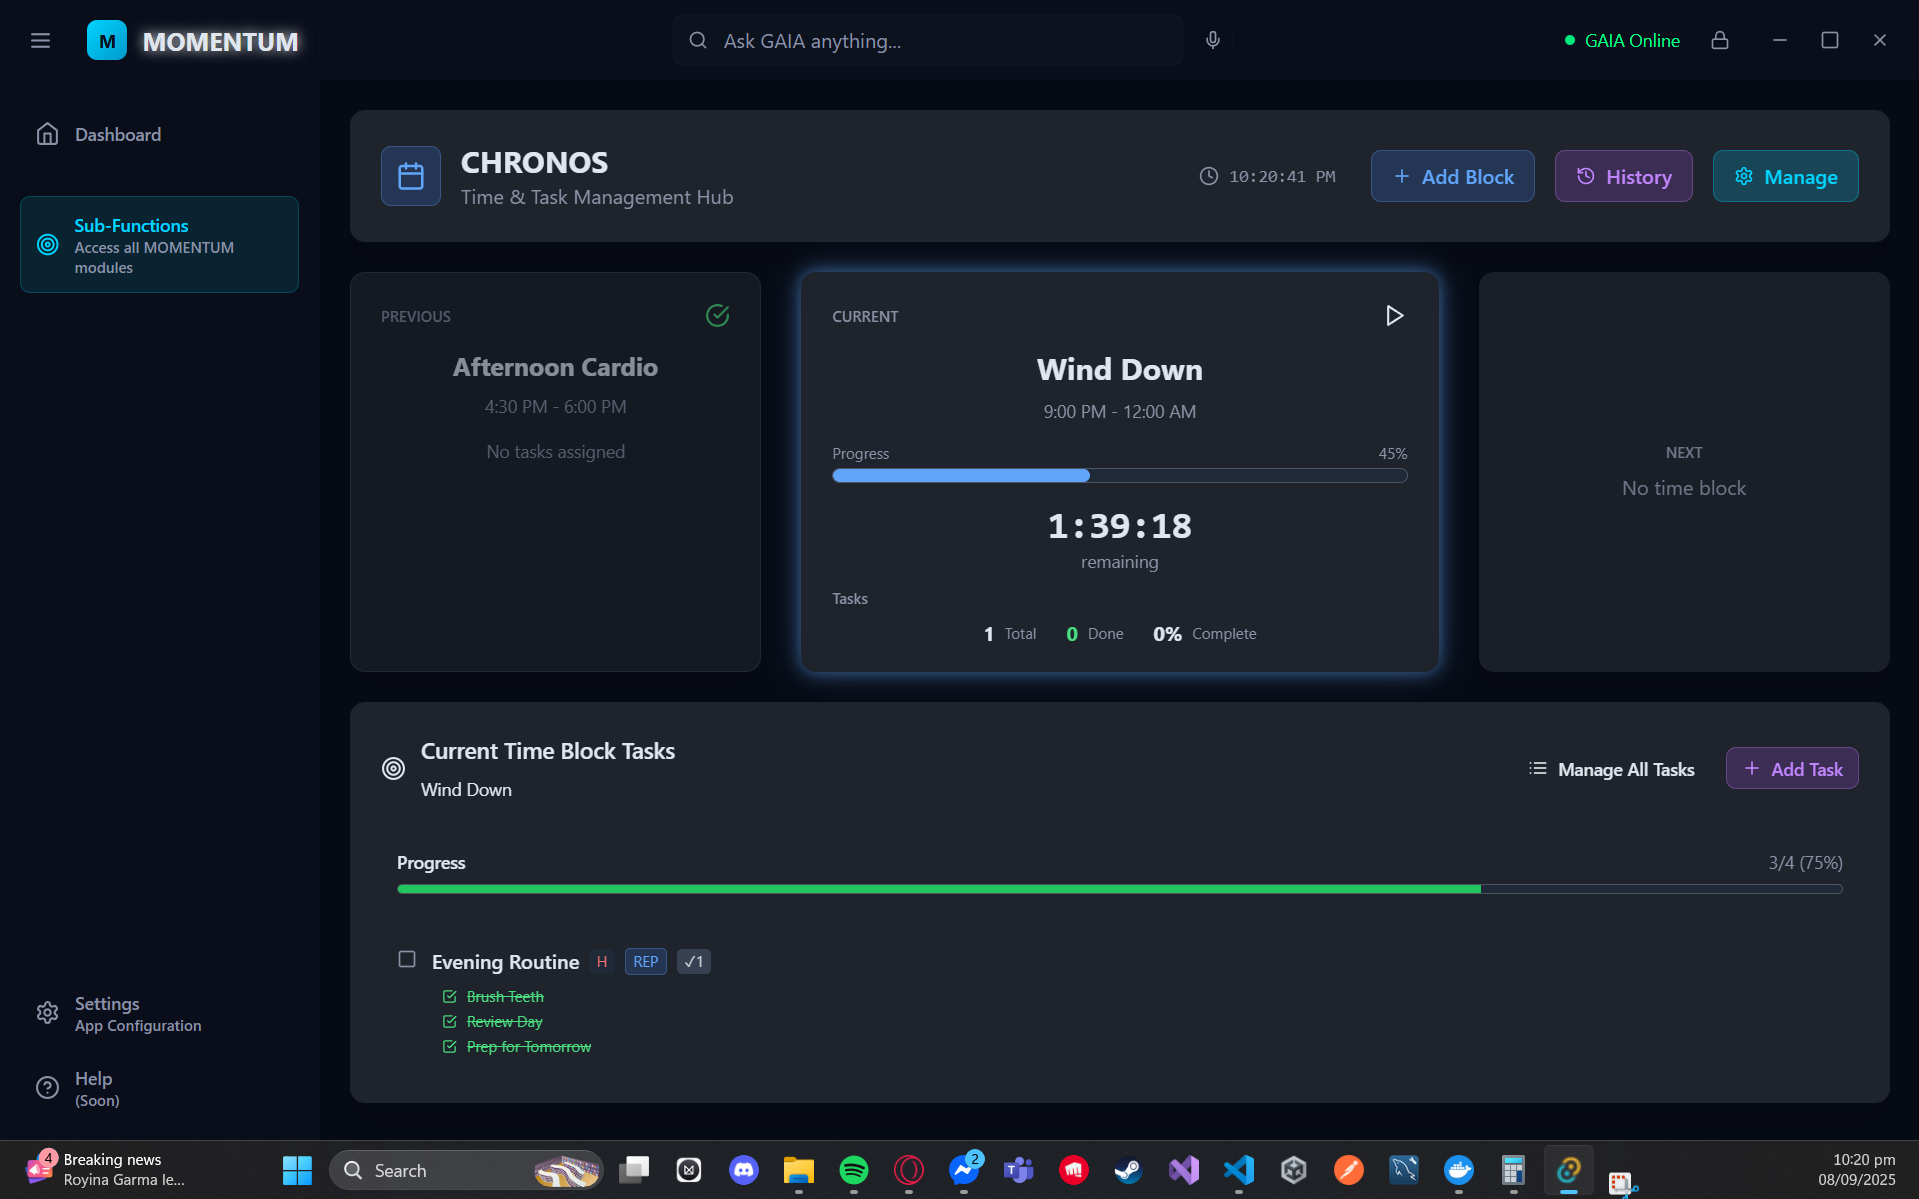 M MOMENTUM
Ask GAIA anything...
GAIA Online
Dashboard
Sub-Functions
Access all MOMENTUM
modules
CHRONOS
Time & Task Management Hub
10:20:41 PM
+ Add Block
History
Manage
PREVIOUS
Afternoon Cardio
4:30 PM - 6:00 PM
No tasks assigned
CURRENT
Wind Down
9:00 PM - 12:00 AM
Progress 45%
1:39:18
remaining
Tasks
1 Total 0 Done 0% Complete
NEXT
No time block
Current Time Block Tasks
Wind Down
Manage All Tasks
+ Add Task
Progress 3/4 (75%)
Evening Routine H REP ✓1
Brush Teeth
Review Day
Prep for Tomorrow
Settings
App Configuration
Help
(Soon)
4
Breaking news
Royina Garma le...
Search
2
10:20 pm
08/09/2025